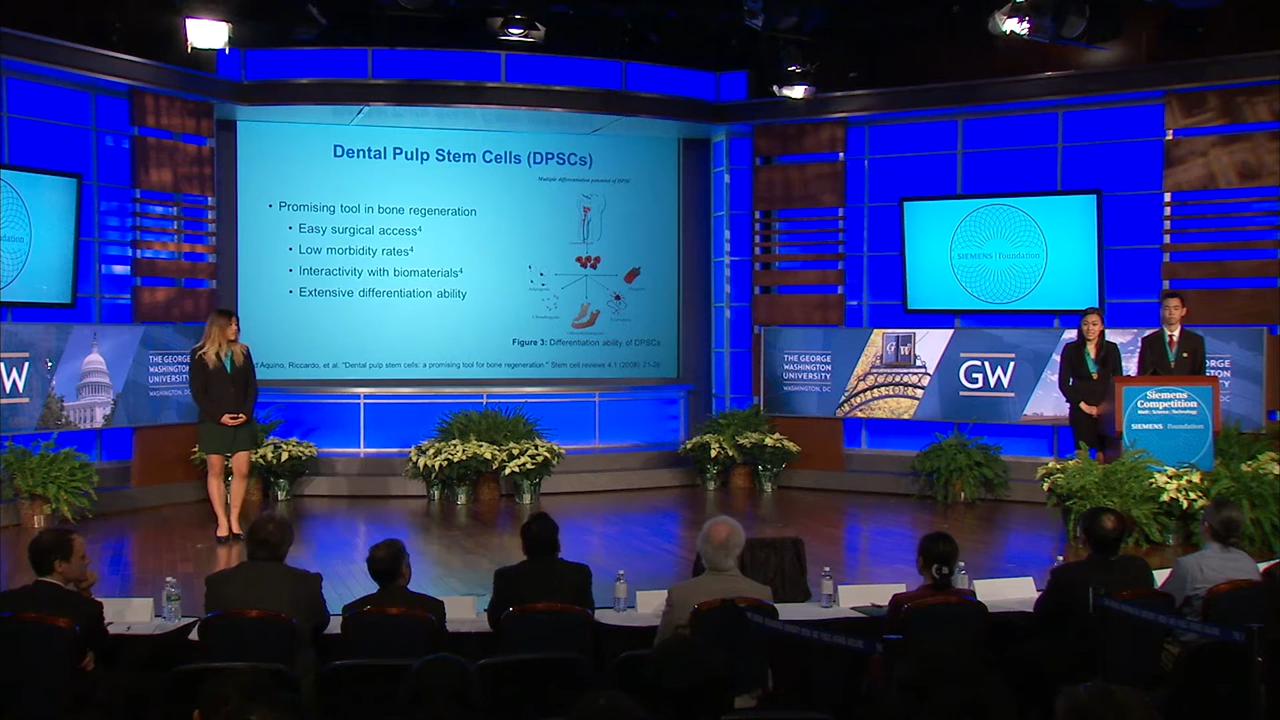 Dental Pulp Stem Cells (DPSCs)
Multiple differentiation potential of DPSC
• Promising tool in bone regeneration
• Easy surgical access⁴
• Low morbidity rates⁴
• Interactivity with biomaterials⁴
• Extensive differentiation ability
Figure 3: Differentiation ability of DPSCs
d'Aquino, Riccardo, et al. "Dental pulp stem cells: a promising tool for bone regeneration." Stem cell reviews 4.1 (2008): 21-26
Foundation
SIEMENS | Foundation
W
THE GEORGE
WASHINGTON
UNIVERSITY
WASHINGTON, DC
THE GEORGE
WASHINGTON
UNIVERSITY
WASHINGTON, DC
GW
PROFESSORS
GW
Siemens
Competition
Math : Science : Technology
SIEMENS | Foundation